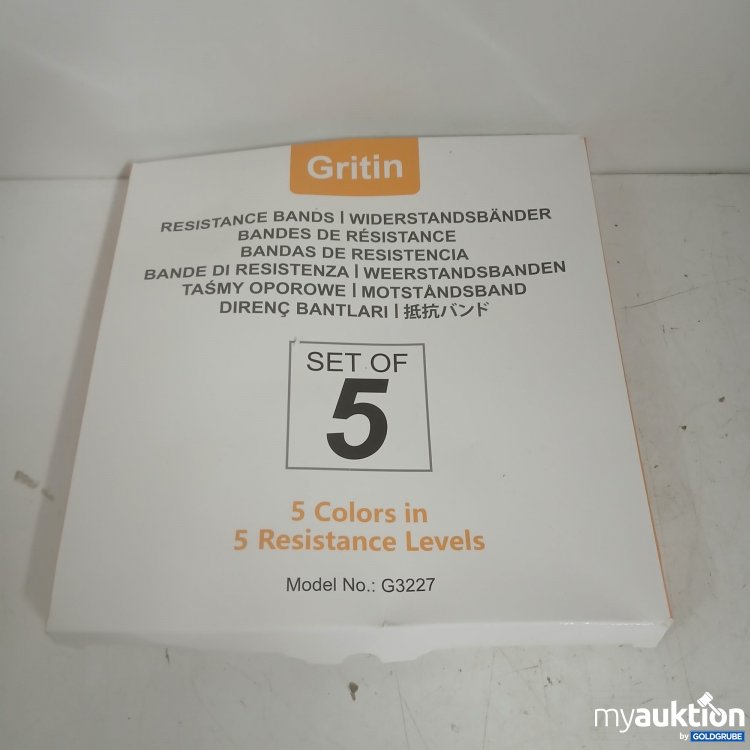 Gritin
RESISTANCE BANDS | WIDERSTANDSBÄNDER
BANDES DE RÉSISTANCE
BANDAS DE RESISTENCIA
BANDE DI RESISTENZA | WEERSTANDSBANDEN
TAŚMY OPOROWE | MOTSTÅNDSBAND
DIRENÇ BANTLARI | 抵抗バンド
SET OF
5
5 Colors in
5 Resistance Levels
Model No.: G3227
myauktion
by GOLDGRUBE